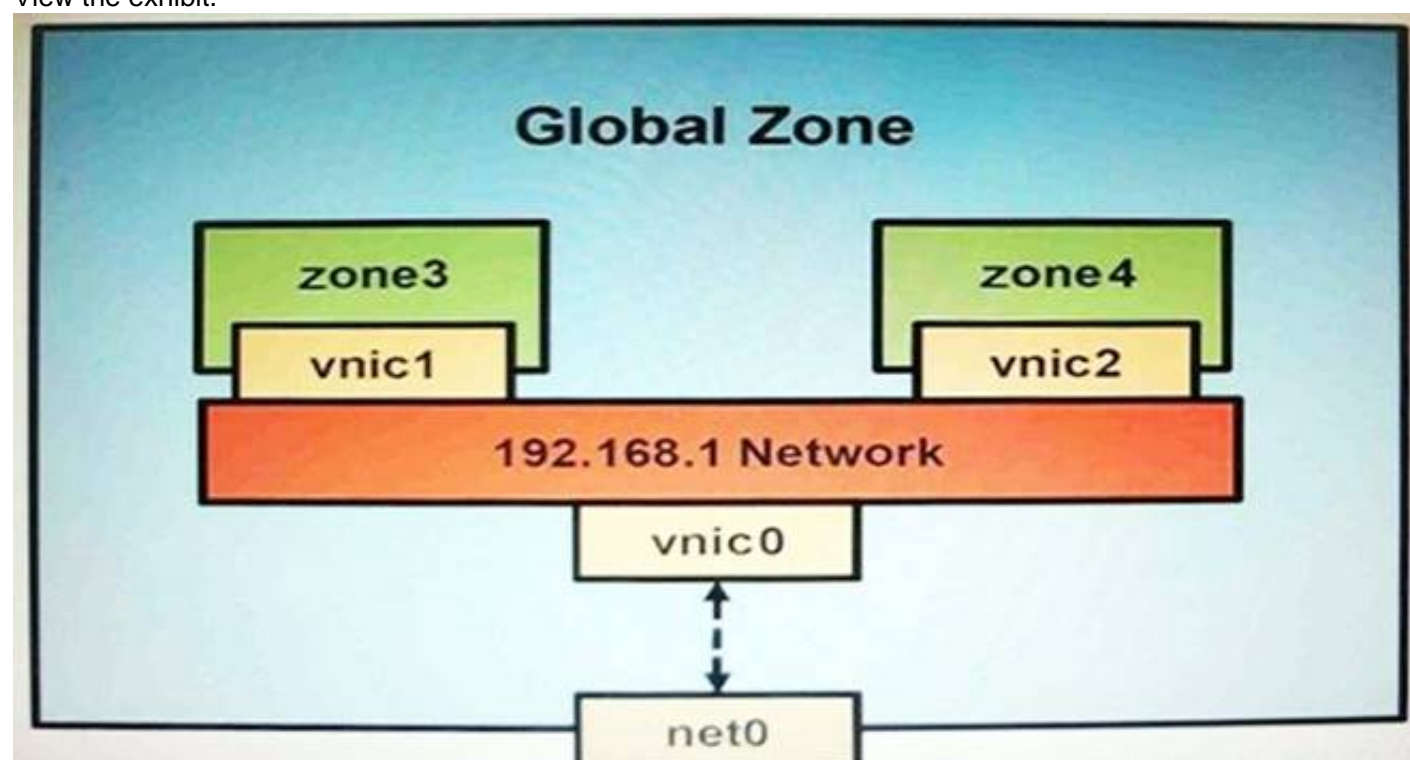 View the exhibit.
Global Zone
zone3
zone4
vnic1
vnic2
192.168.1 Network
vnic0
net0